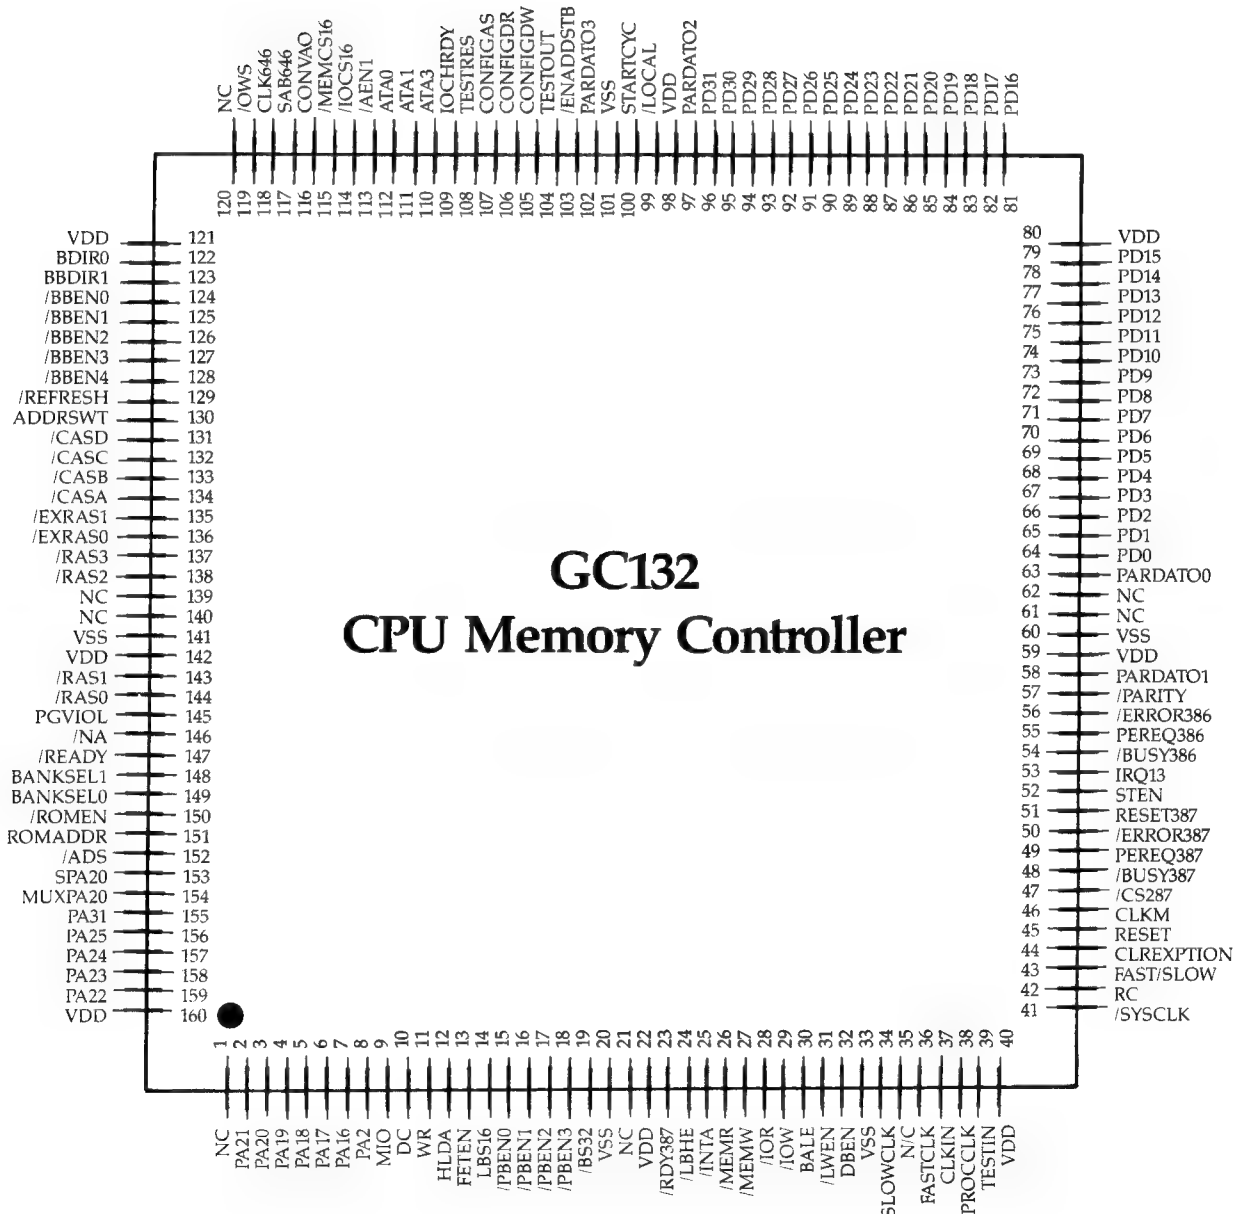 NC 120
/OWS 119
CLK646 118
SAB646 117
CONVAO 116
/MEMCS16 115
/IOCS16 114
/AEN1 113
ATA0 112
ATA1 111
ATA3 110
IOCHRDY 109
TESTRES 108
CONFIGAS 107
CONFIGDR 106
CONFIGDW 105
TESTOUT 104
/ENADDSTB 103
PARDATO3 102
VSS 101
STARTCYC 100
/LOCAL 99
VDD 98
PARDATO2 97
PD31 96
PD30 95
PD29 94
PD28 93
PD27 92
PD26 91
PD25 90
PD24 89
PD23 88
PD22 87
PD21 86
PD20 85
PD19 84
PD18 83
PD17 82
PD16 81
VDD 121
BDIR0 122
BBDIR1 123
/BBEN0 124
/BBEN1 125
/BBEN2 126
/BBEN3 127
/BBEN4 128
/REFRESH 129
ADDRSWT 130
/CASD 131
/CASC 132
/CASB 133
/CASA 134
/EXRAS1 135
/EXRAS0 136
/RAS3 137
/RAS2 138
NC 139
NC 140
VSS 141
VDD 142
/RAS1 143
/RAS0 144
PGVIOL 145
/NA 146
/READY 147
BANKSEL1 148
BANKSEL0 149
/ROMEN 150
ROMADDR 151
/ADS 152
SPA20 153
MUXPA20 154
PA31 155
PA25 156
PA24 157
PA23 158
PA22 159
VDD 160
GC132
CPU Memory Controller
80 VDD
79 PD15
78 PD14
77 PD13
76 PD12
75 PD11
74 PD10
73 PD9
72 PD8
71 PD7
70 PD6
69 PD5
68 PD4
67 PD3
66 PD2
65 PD1
64 PD0
63 PARDATO0
62 NC
61 NC
60 VSS
59 VDD
58 PARDATO1
57 /PARITY
56 /ERROR386
55 PEREQ386
54 /BUSY386
53 IRQ13
52 STEN
51 RESET387
50 /ERROR387
49 PEREQ387
48 /BUSY387
47 /CS287
46 CLKM
45 RESET
44 CLREXPTION
43 FAST/SLOW
42 RC
41 /SYSCLK
1 NC
2 PA21
3 PA20
4 PA19
5 PA18
6 PA17
7 PA16
8 PA2
9 MIO
10 DC
11 WR
12 HLDA
13 FETEN
14 LBS16
15 /PBEN0
16 /PBEN1
17 /PBEN2
18 /PBEN3
19 /BS32
20 VSS
21 NC
22 VDD
23 /RDY387
24 /LBHE
25 /INTA
26 /MEMR
27 /MEMW
28 /IOR
29 /IOW
30 BALE
31 /LWEN
32 DBEN
33 VSS
34 SLOWCLK
35 N/C
36 FASTCLK
37 CLKIN
38 PROCCLK
39 TESTIN
40 VDD